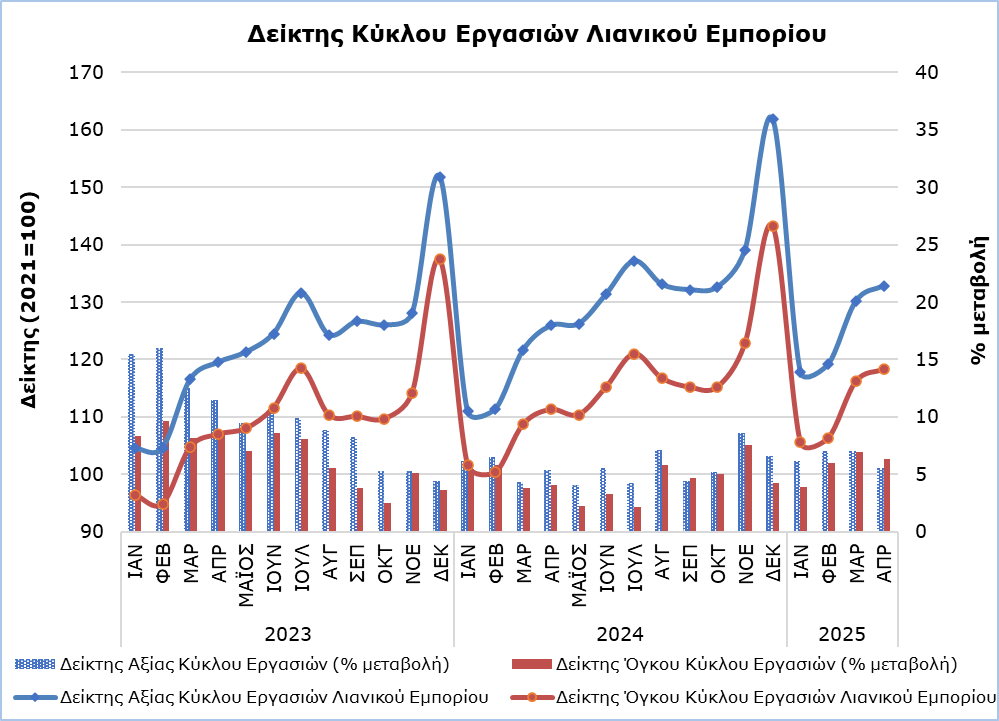 Δείκτης Κύκλου Εργασιών Λιανικού Εμπορίου
Δείκτης (2021=100)
170
160
150
140
130
120
110
100
90
40
35
30
25
20
15
10
5
0
% μεταβολή
ΙΑΝ ΦΕΒ ΜΑΡ ΑΠΡ ΜΑΪΟΣ ΙΟΥΝ ΙΟΥΛ ΑΥΓ ΣΕΠ ΟΚΤ ΝΟΕ ΔΕΚ ΙΑΝ ΦΕΒ ΜΑΡ ΑΠΡ ΜΑΪΟΣ ΙΟΥΝ ΙΟΥΛ ΑΥΓ ΣΕΠ ΟΚΤ ΝΟΕ ΔΕΚ ΙΑΝ ΦΕΒ ΜΑΡ ΑΠΡ
2023 2024 2025
Δείκτης Αξίας Κύκλου Εργασιών (% μεταβολή) Δείκτης Όγκου Κύκλου Εργασιών (% μεταβολή)
Δείκτης Αξίας Κύκλου Εργασιών Λιανικού Εμπορίου Δείκτης Όγκου Κύκλου Εργασιών Λιανικού Εμπορίου